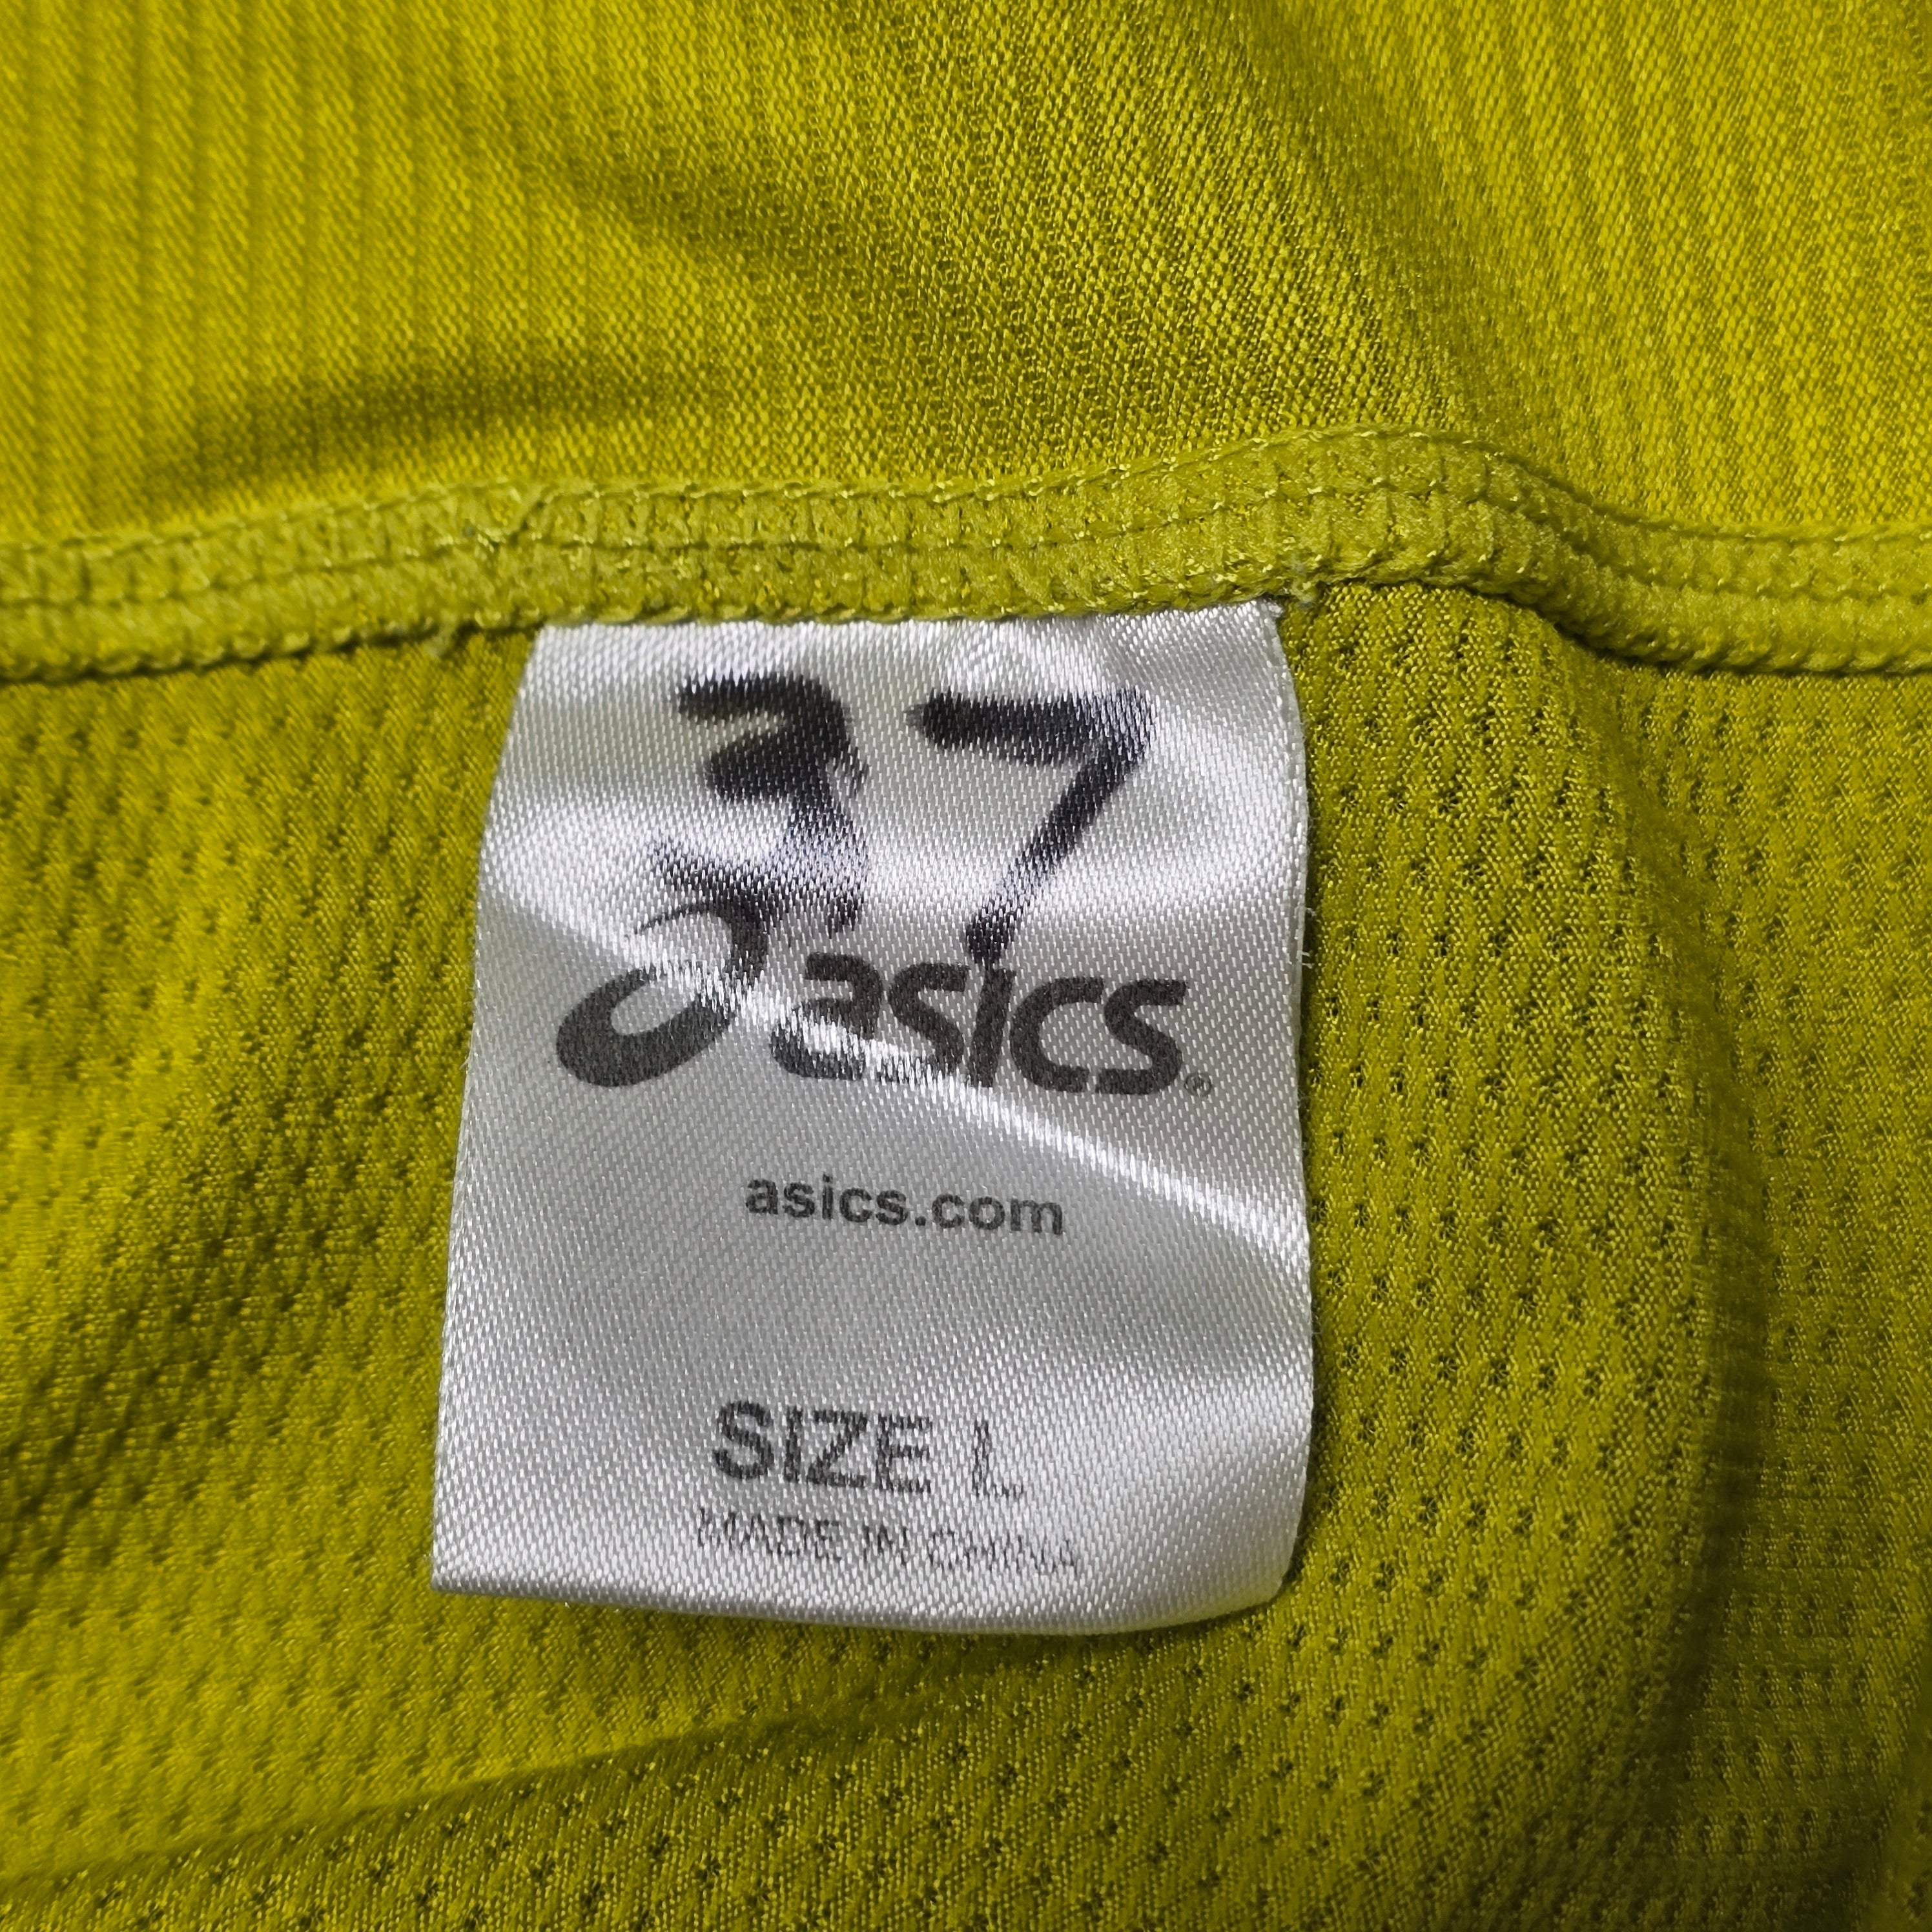 37
asics®
asics.com
SIZE L
MADE IN CHINA